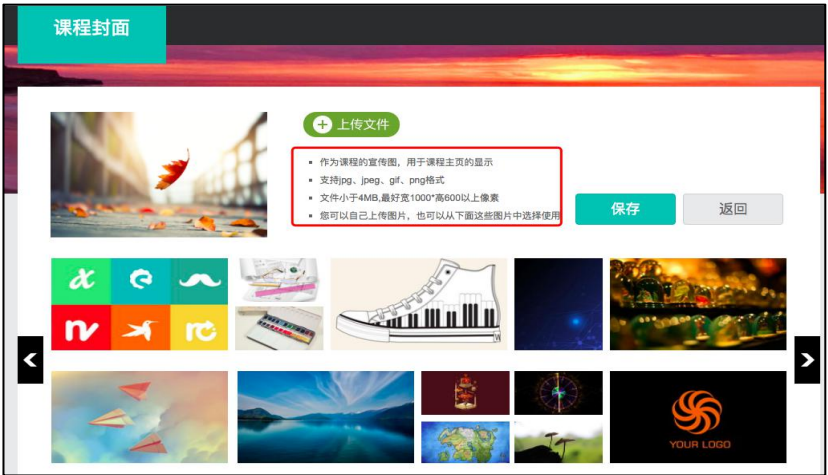 课程封面
上传文件
作为课程的宣传图，用于课程主页的显示
支持jpg、jpeg、gif、png格式
文件小于4MB,最好宽1000*高600以上像素
您可以自己上传图片，也可以从下面这些图片中选择使用
保存
返回
YOUR LOGO